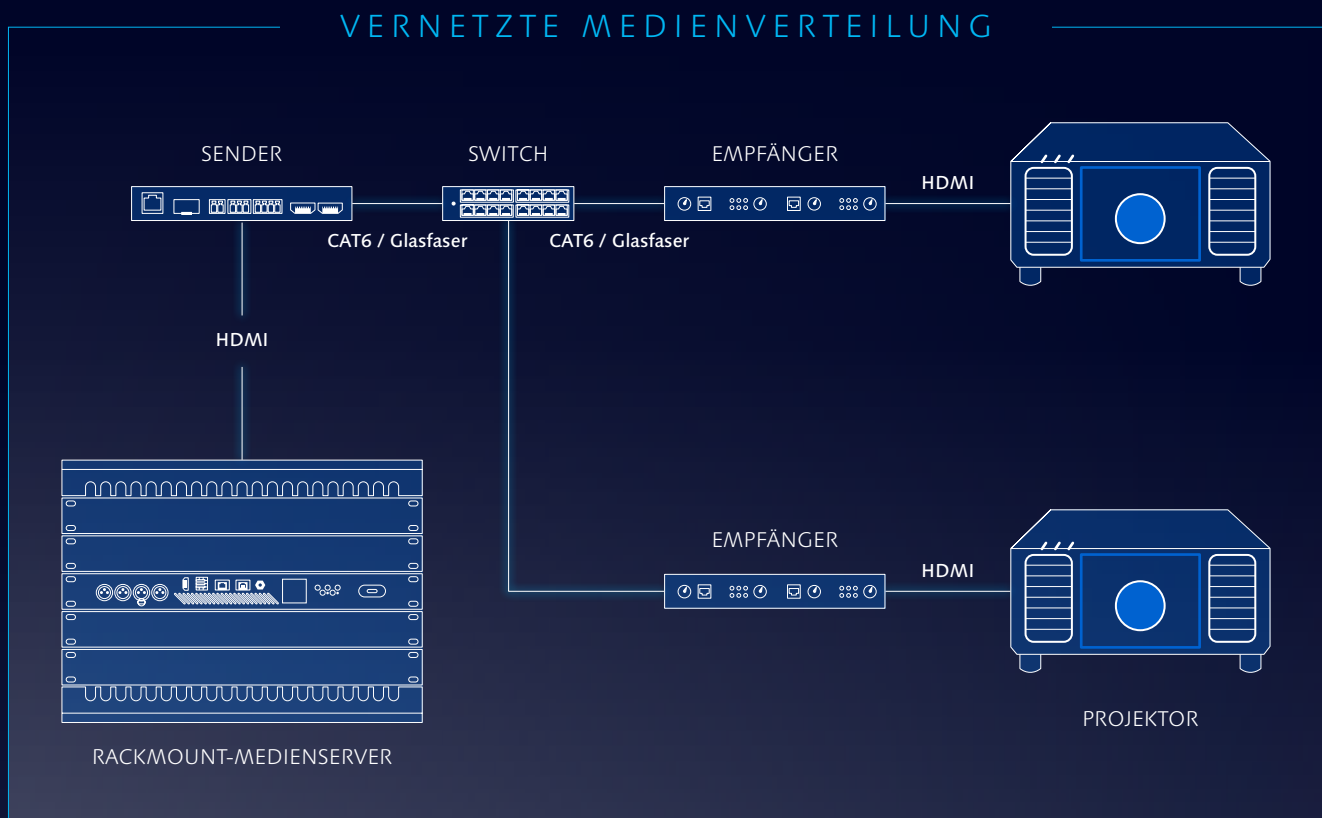 VERNETZTE MEDIENVERTEILUNG
SENDER
SWITCH
EMPFÄNGER
HDMI
CAT6 / Glasfaser
CAT6 / Glasfaser
HDMI
EMPFÄNGER
HDMI
PROJEKTOR
RACKMOUNT-MEDIENSERVER